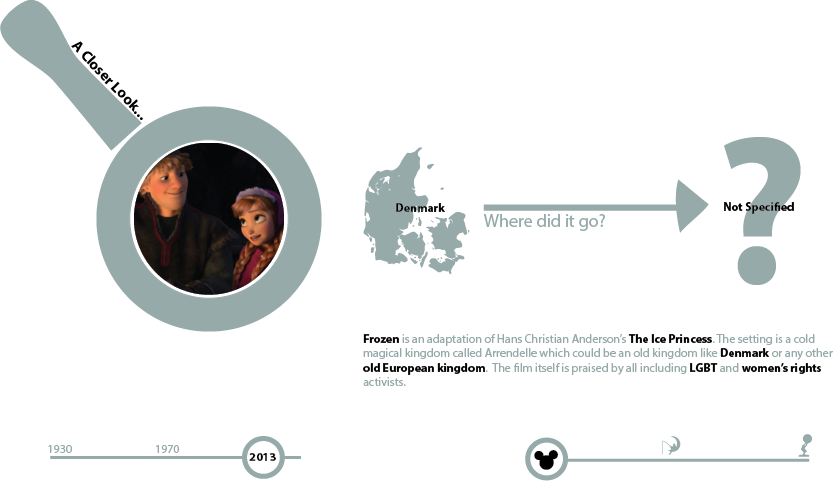 A Closer Look...
Denmark
Where did it go?
Not Specified
Frozen is an adaptation of Hans Christian Anderson's The Ice Princess. The setting is a cold
magical kingdom called Arrendelle which could be an old kingdom like Denmark or any other
old European kingdom. The film itself is praised by all including LGBT and women's rights
activists.
1930
1970
2013